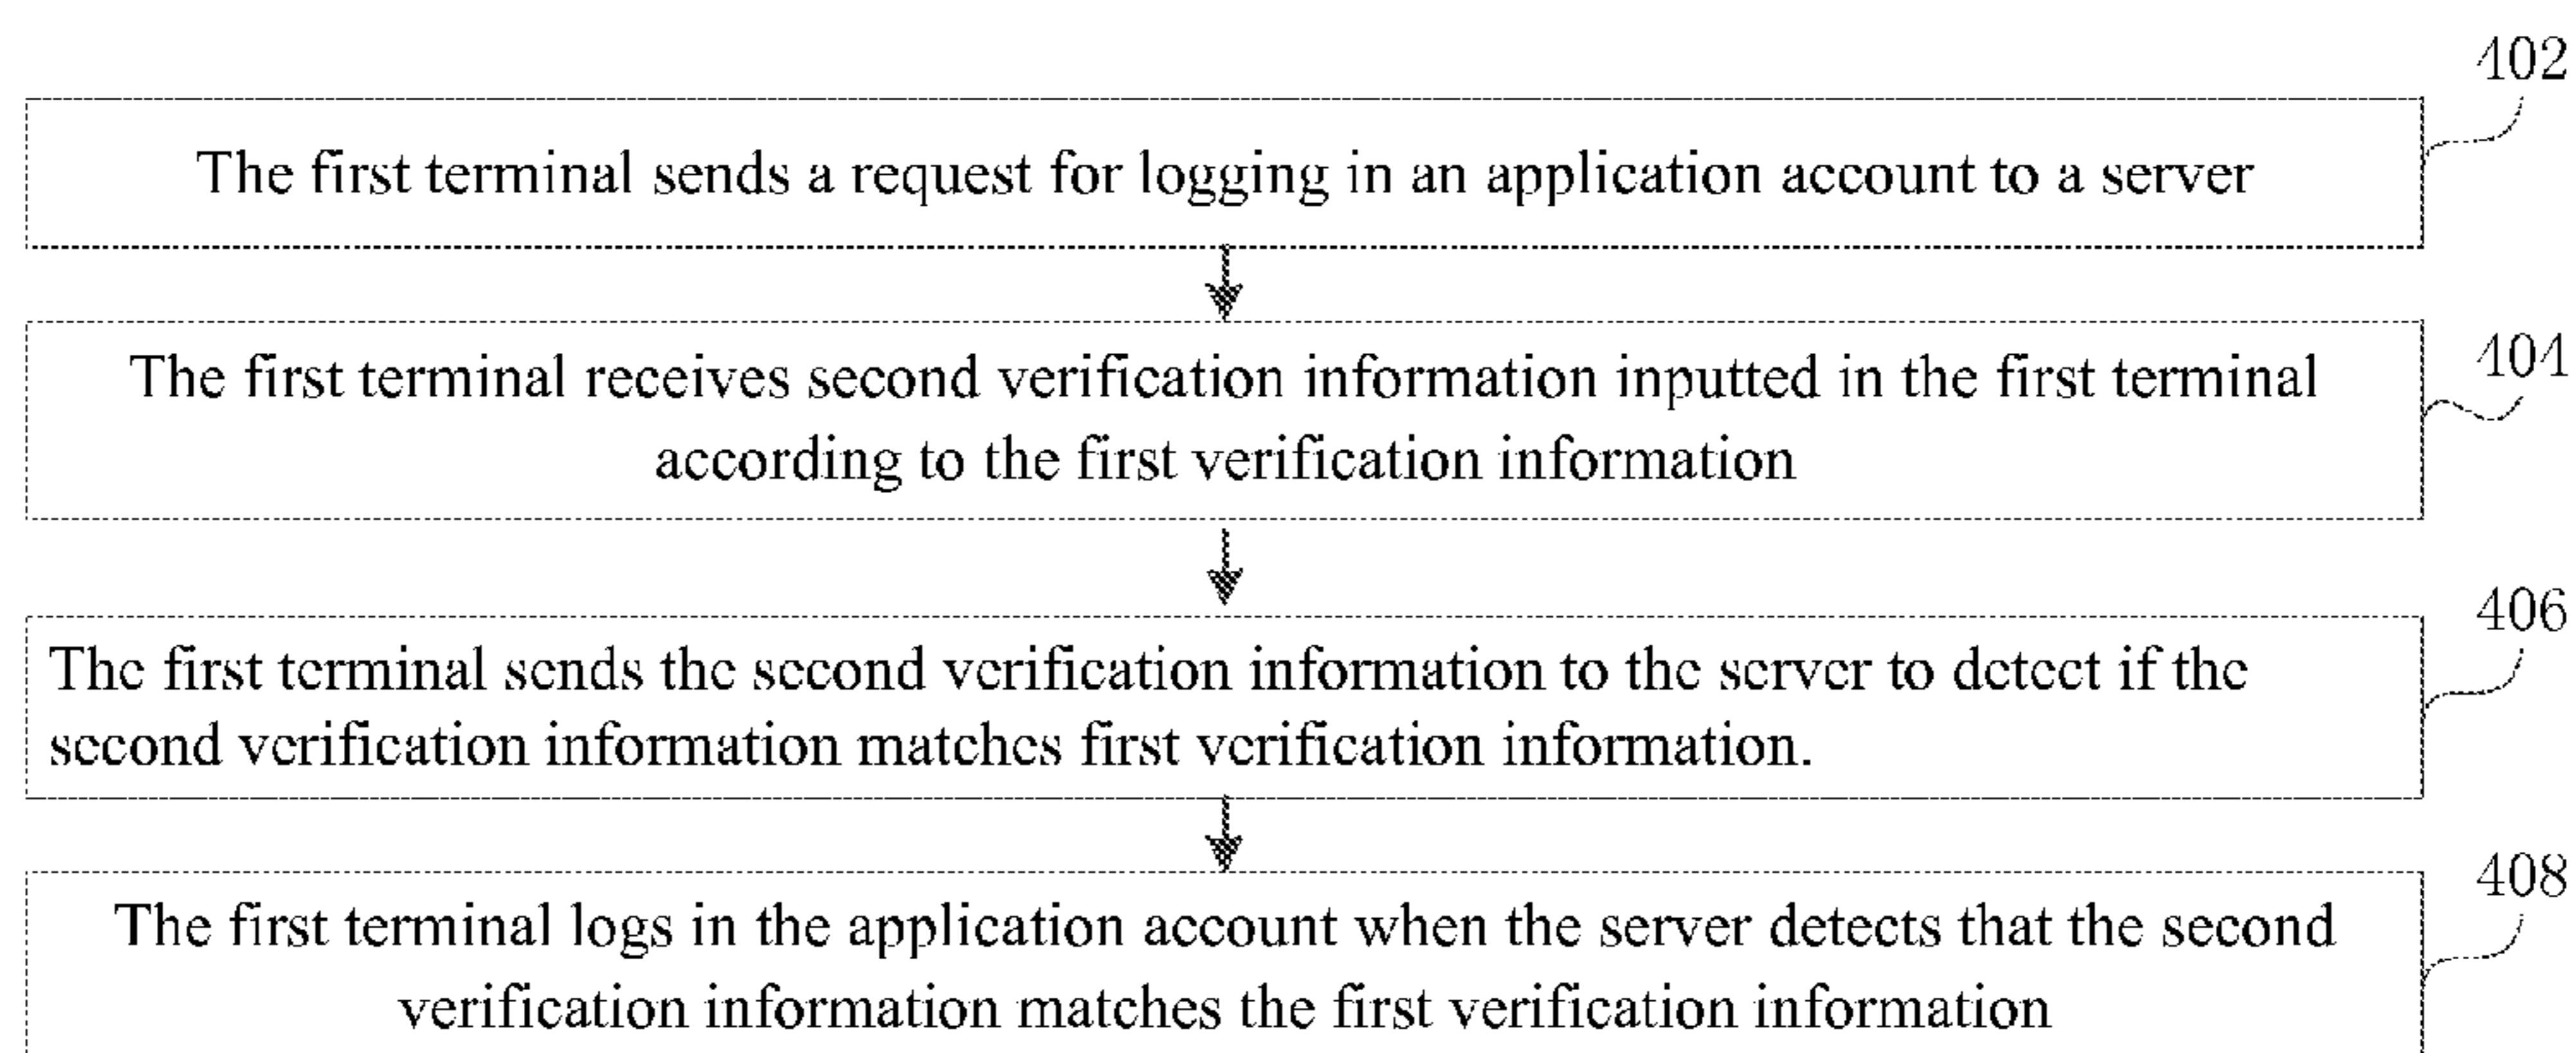 402
The first terminal sends a request for logging in an application account to a server
404
The first terminal receives second verification information inputted in the first terminal
according to the first verification information
406
The first terminal sends the second verification information to the server to detect if the
second verification information matches first verification information.
408
The first terminal logs in the application account when the server detects that the second
verification information matches the first verification information